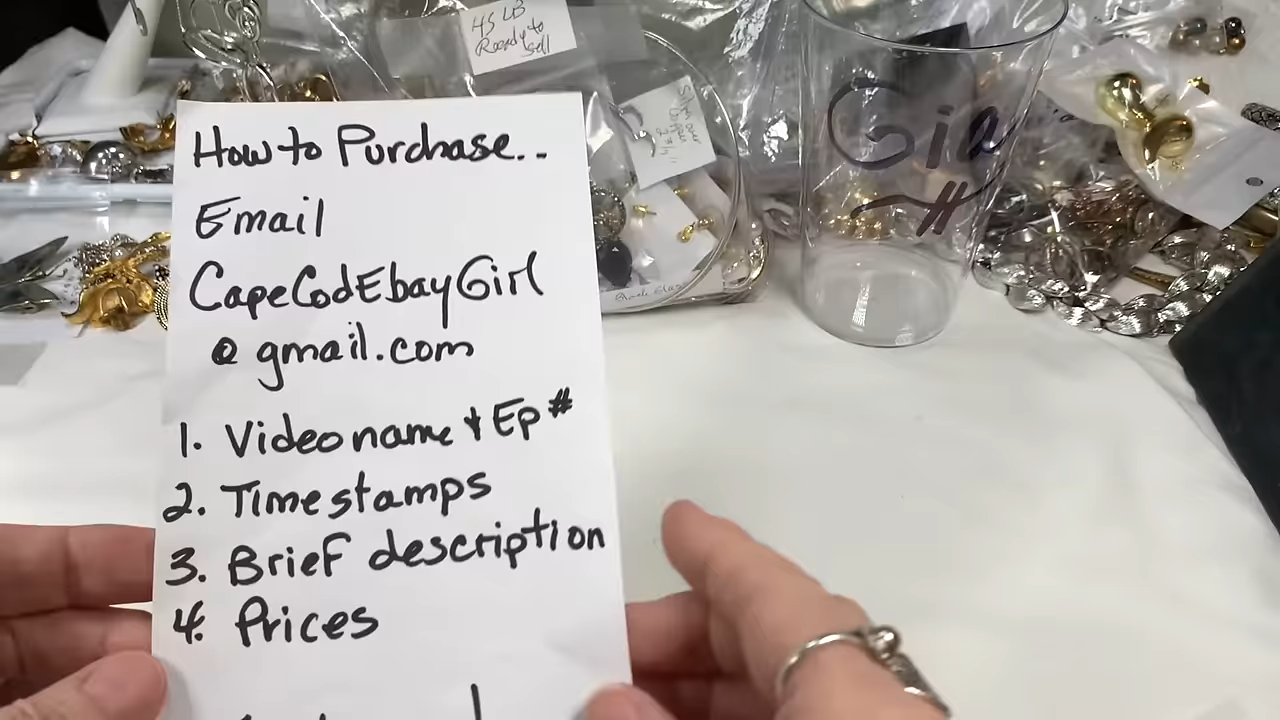 45 LB
Ready to
Sell
Gia
#
How to Purchase..
Email
CapeCodEbayGirl
@ gmail.com
1. Video name & Ep #
2. Timestamps
3. Brief description
4. Prices